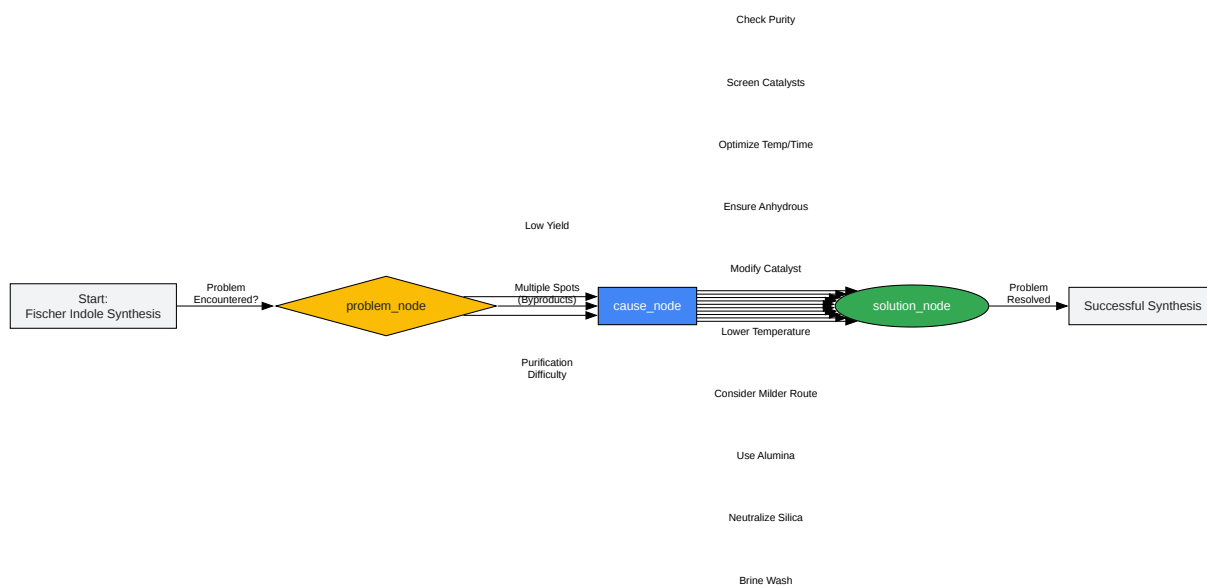 Check Purity
Screen Catalysts
Optimize Temp/Time
Ensure Anhydrous
Low Yield
Modify Catalyst
Start:
Fischer Indole Synthesis
Problem
Encountered?
problem_node
Multiple Spots
(Byproducts)
cause_node
solution_node
Problem
Resolved
Successful Synthesis
Lower Temperature
Purification
Difficulty
Consider Milder Route
Use Alumina
Neutralize Silica
Brine Wash